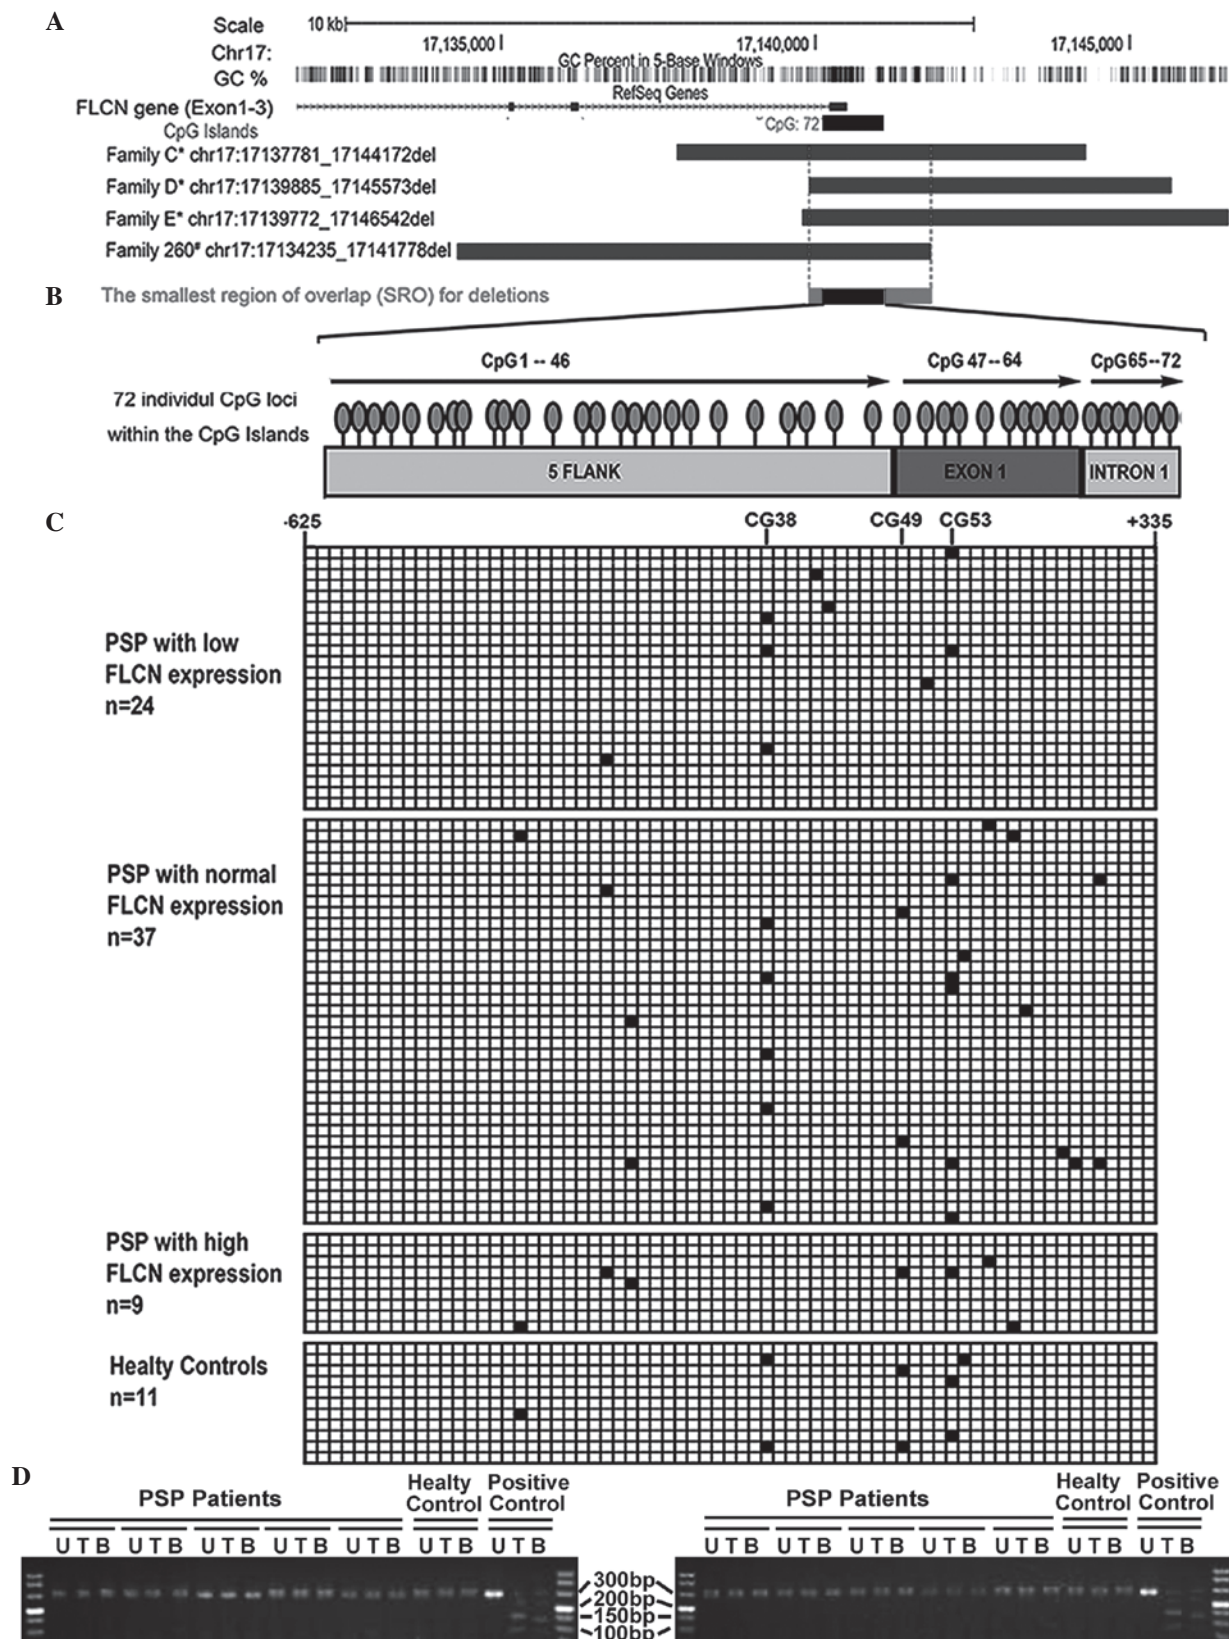 A
Scale
10 kb
Chr17:
17,135,000
17,140,000
17,145,000
GC Percent in 5-Base Windows
GC %
RefSeq Genes
FLCN gene (Exon1-3)
CpG Islands
CpG: 72
Family C* chr17:17137781_17144172del
Family D* chr17:17139885_17145573del
Family E* chr17:17139772_17146542del
Family 260# chr17:17134235_17141778del
B
The smallest region of overlap (SRO) for deletions
CpG1 -- 46
CpG 47--64
CpG65--72
72 individul CpG loci
within the CpG Islands
5 FLANK
EXON 1
INTRON 1
C
-625
CG38
CG49
CG53
+335
PSP with low
FLCN expression
n=24
PSP with normal
FLCN expression
n=37
PSP with high
FLCN expression
n=9
Healty Controls
n=11
D
PSP Patients
Healty
Control
Positive
Control
PSP Patients
Healty
Control
Positive
Control
U T B U T B U T B U T B U T B U T B U T B
U T B U T B U T B U T B U T B U T B U T B
300bp
200bp
150bp
100bp